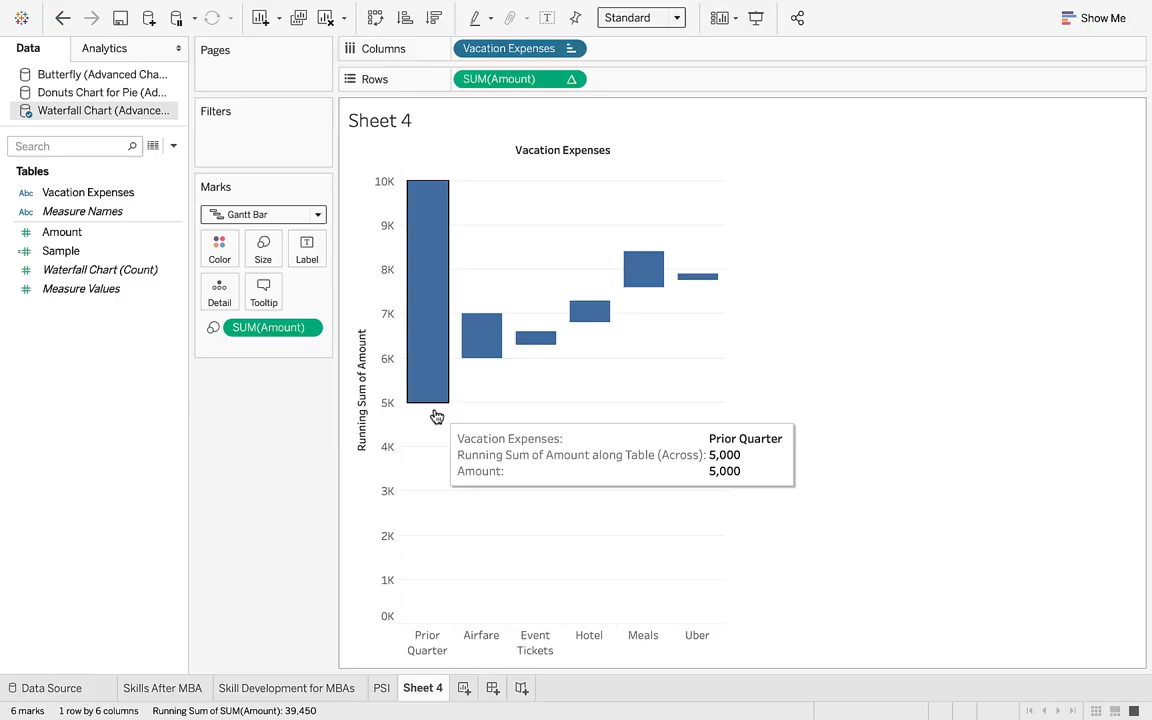 Standard
Show Me
Data
Analytics
Pages
Columns
Vacation Expenses
Rows
SUM(Amount)
Butterfly (Advanced Cha...
Donuts Chart for Pie (Ad...
Waterfall Chart (Advance...
Search
Tables
Abc Vacation Expenses
Abc Measure Names
Amount
Sample
Waterfall Chart (Count)
Measure Values
Filters
Marks
Gantt Bar
Color
Size
Label
Detail
Tooltip
SUM(Amount)
Sheet 4
Vacation Expenses
Running Sum of Amount
10K
9K
8K
7K
6K
5K
4K
3K
2K
1K
0K
Vacation Expenses: Prior Quarter
Running Sum of Amount along Table (Across): 5,000
Amount: 5,000
Prior Quarter
Airfare
Event Tickets
Hotel
Meals
Uber
Data Source
Skills After MBA
Skill Development for MBAs
PSI
Sheet 4
6 marks
1 row by 6 columns
Running Sum of SUM(Amount): 39,450